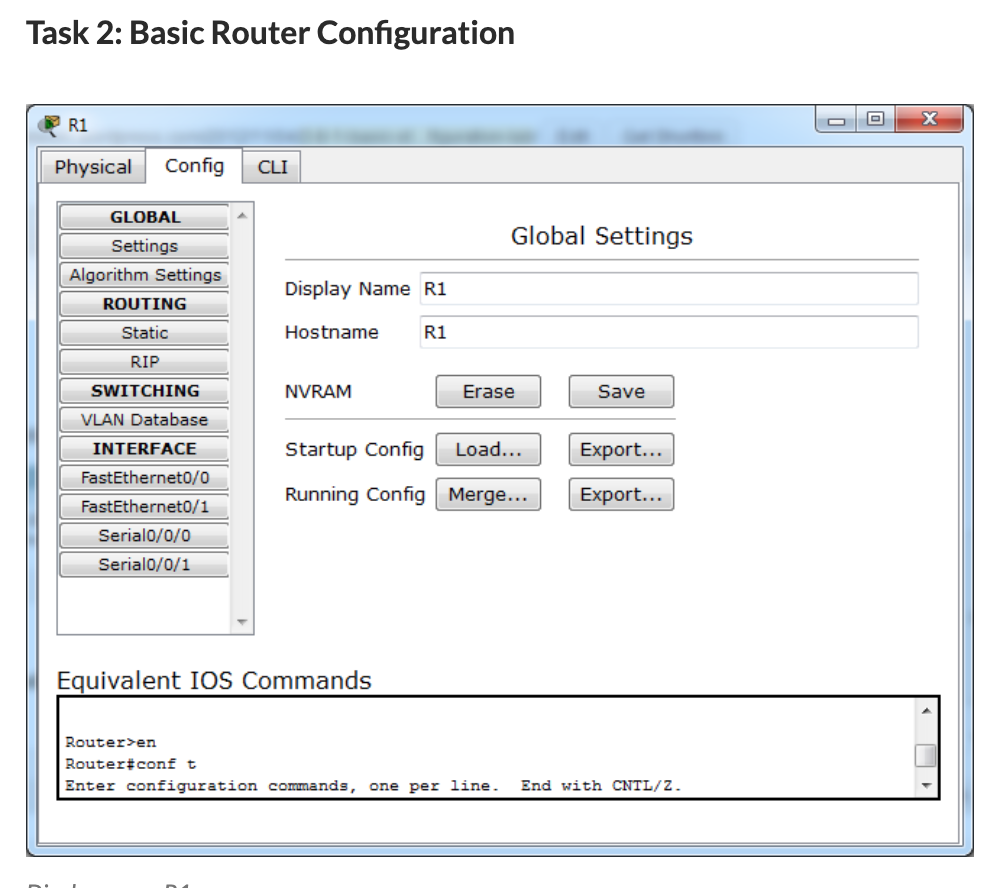 Task 2: Basic Router Configuration
R1
Physical Config CLI
GLOBAL
Settings
Algorithm Settings
ROUTING
Static
RIP
SWITCHING
VLAN Database
INTERFACE
FastEthernet0/0
FastEthernet0/1
Serial0/0/0
Serial0/0/1
Global Settings
Display Name R1
Hostname R1
NVRAM Erase Save
Startup Config Load... Export...
Running Config Merge... Export...
Equivalent IOS Commands
Router>en
Router#conf t
Enter configuration commands, one per line.  End with CNTL/Z.